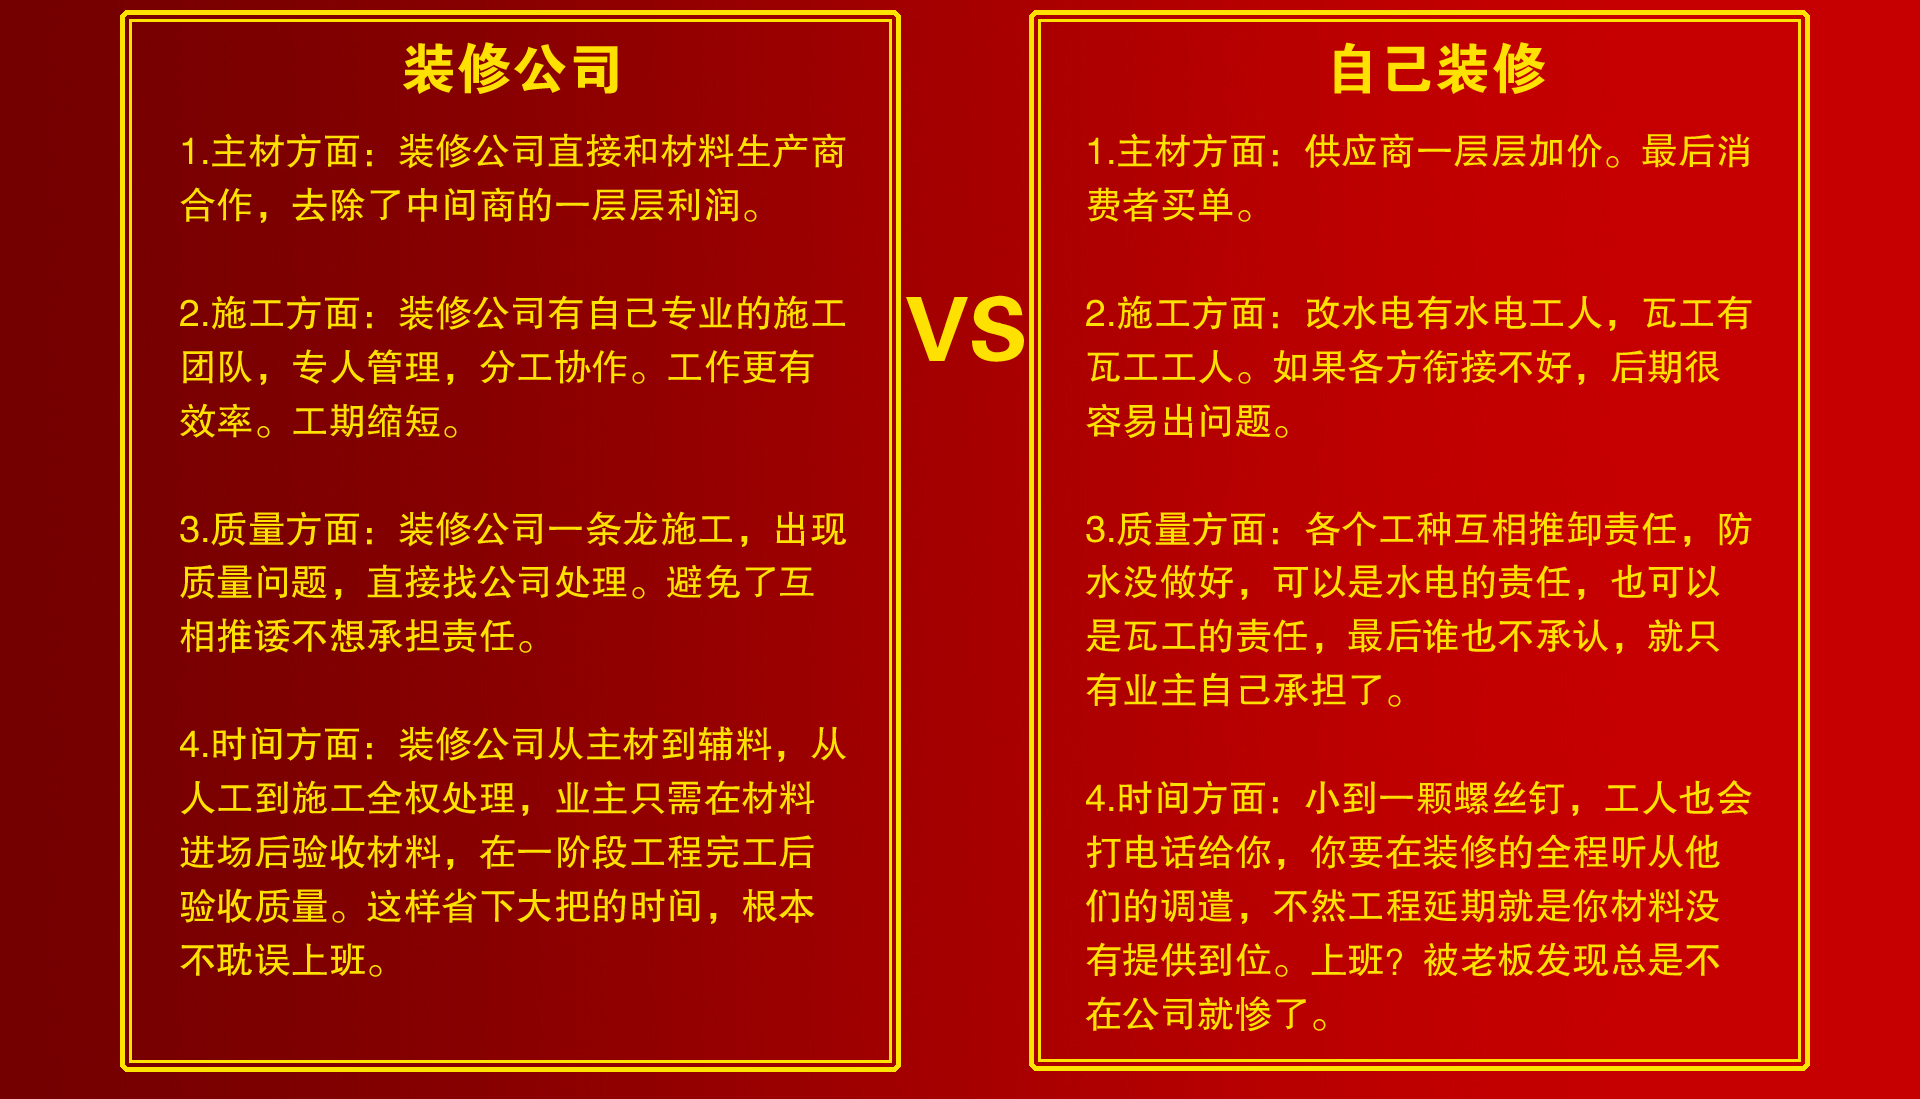 装修公司
1.主材方面：装修公司直接和材料生产商
合作，去除了中间商的一层层利润。
2.施工方面：装修公司有自己专业的施工
团队，专人管理，分工协作。工作更有
效率。工期缩短。
3.质量方面：装修公司一条龙施工，出现
质量问题，直接找公司处理。避免了互
相推诿不想承担责任。
4.时间方面：装修公司从主材到辅料，从
人工到施工全权处理，业主只需在材料
进场后验收材料，在一阶段工程完工后
验收质量。这样省下大把的时间，根本
不耽误上班。
VS
自己装修
1.主材方面：供应商一层层加价。最后消
费者买单。
2.施工方面：改水电有水电工人，瓦工有
瓦工工人。如果各方衔接不好，后期很
容易出问题。
3.质量方面：各个工种互相推卸责任，防
水没做好，可以是水电的责任，也可以
是瓦工的责任，最后谁也不承认，就只
有业主自己承担了。
4.时间方面：小到一颗螺丝钉，工人也会
打电话给你，你要在装修的全程听从他
们的调遣，不然工程延期就是你材料没
有提供到位。上班？被老板发现总是不
在公司就惨了。